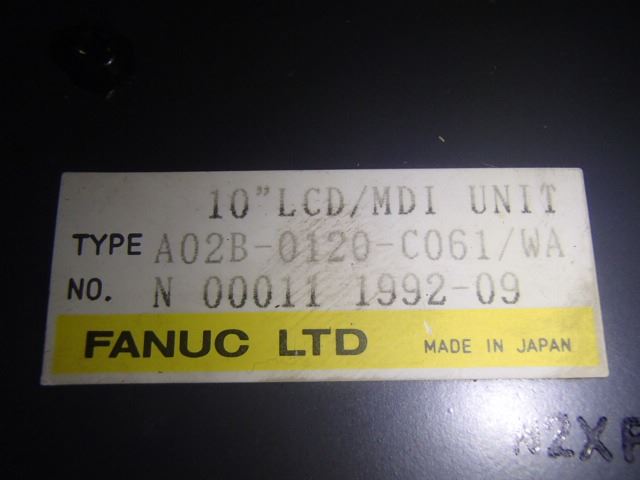 10" LCD/MDI UNIT
TYPE A02B-0120-C061/WA
NO. N 00011 1992-09
FANUC LTD MADE IN JAPAN